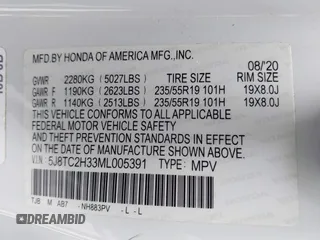 MFD BY HONDA OF AMERICA MFG.,INC. 08/'20
GVWR 2280KG (5027LBS) TIRE SIZE RIM SIZE
GAWR F 1190KG (2623LBS) 235/55R19 101H 19X8.0J
GAWR R 1140KG (2513LBS) 235/55R19 101H 19X8.0J
THIS VEHICLE CONFORMS TO ALL APPLICABLE
FEDERAL MOTOR VEHICLE SAFETY STANDARDS IN EFFECT
ON THE DATE OF MANUFACTURE SHOWN ABOVE.
V.I.N: 5J8TC2H33ML005391 TYPE: MPV
TJB M AB7 -NH883PV -L -L
DREAMBID